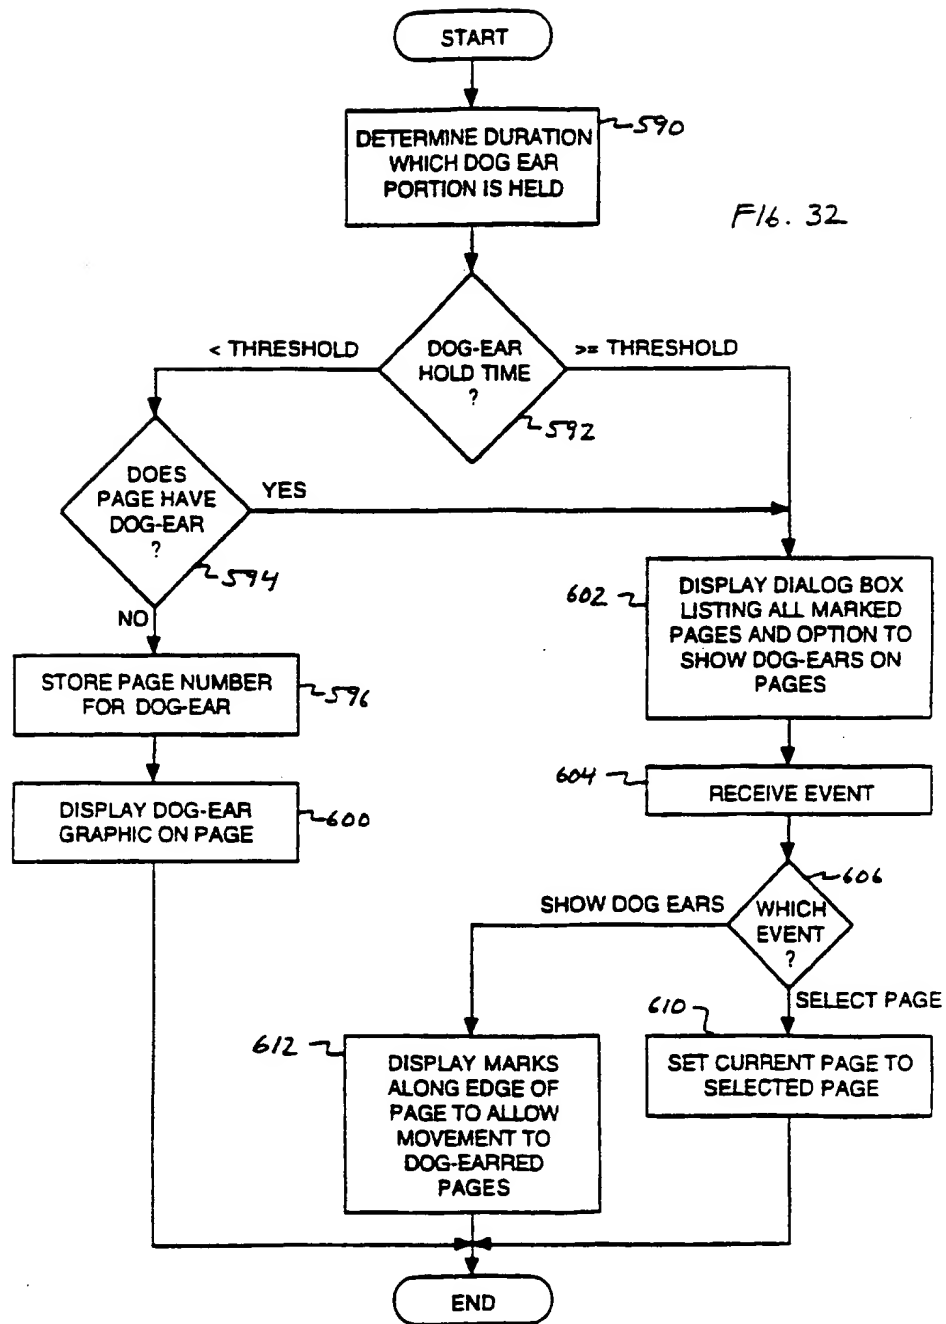 START
DETERMINE DURATION
WHICH DOG EAR
PORTION IS HELD
590
FIG. 32
< THRESHOLD
DOG-EAR
HOLD TIME
?
>= THRESHOLD
592
DOES
PAGE HAVE
DOG-EAR
?
YES
594
NO
602
DISPLAY DIALOG BOX
LISTING ALL MARKED
PAGES AND OPTION TO
SHOW DOG-EARS ON
PAGES
STORE PAGE NUMBER
FOR DOG-EAR
596
604
RECEIVE EVENT
DISPLAY DOG-EAR
GRAPHIC ON PAGE
600
606
SHOW DOG EARS
WHICH
EVENT
?
SELECT PAGE
610
612
DISPLAY MARKS
ALONG EDGE OF
PAGE TO ALLOW
MOVEMENT TO
DOG-EARRED
PAGES
SET CURRENT PAGE TO
SELECTED PAGE
END